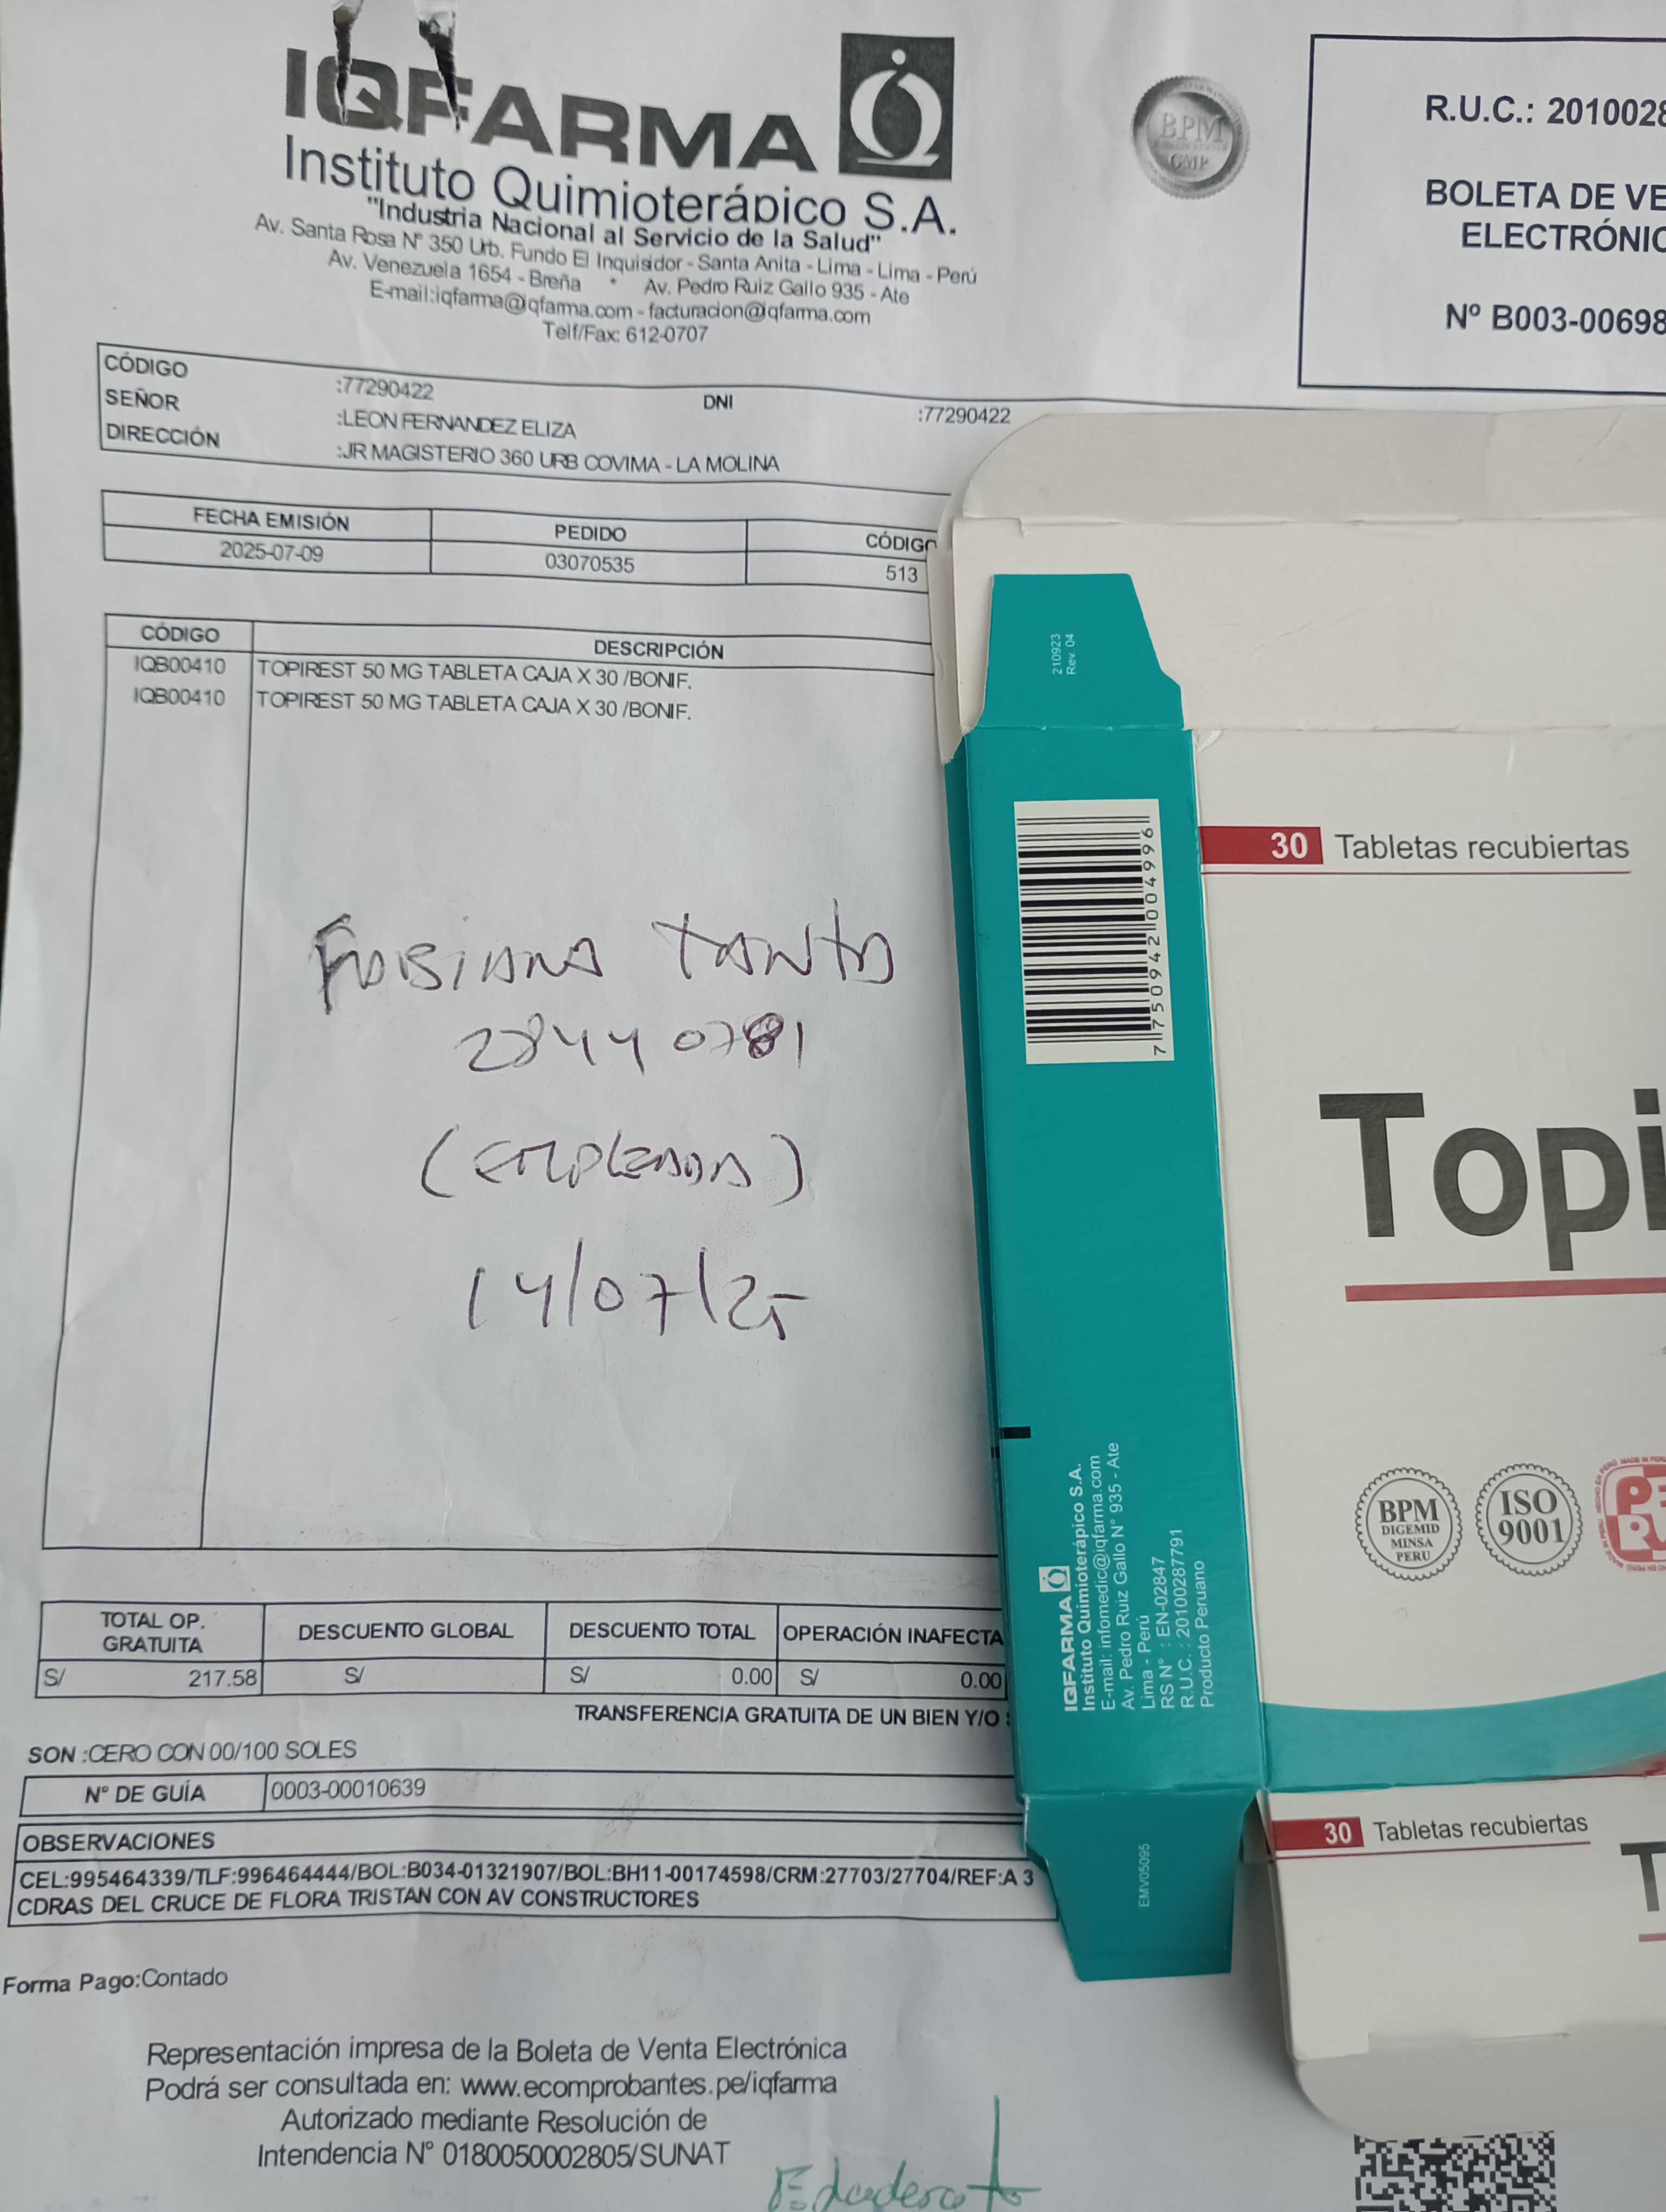 IQFARMA
Instituto Quimioterápico S.A.
"Industria Nacional al Servicio de la Salud"
Av. Santa Rosa N° 350 Urb. Fundo El Inquisidor - Santa Anita - Lima - Lima - Perú
Av. Venezuela 1654 - Breña * Av. Pedro Ruiz Gallo 935 - Ate
E-mail:iqfarma@iqfarma.com - facturacion@iqfarma.com
Telf/Fax: 612-0707
BPM
GMP
R.U.C.: 2010028
BOLETA DE VE
ELECTRÓNIC
Nº B003-00698
CÓDIGO :77290422 DNI :77290422
SEÑOR :LEON FERNANDEZ ELIZA
DIRECCIÓN :JR MAGISTERIO 360 URB COVIMA - LA MOLINA
FECHA EMISIÓN PEDIDO CÓDIGO
2025-07-09 03070535 513
CÓDIGO DESCRIPCIÓN
IQB00410 TOPIREST 50 MG TABLETA CAJA X 30 /BONIF.
IQB00410 TOPIREST 50 MG TABLETA CAJA X 30 /BONIF.
FABIANA TANTA
28440781
(EMPLEADA)
14/07/25
TOTAL OP. GRATUITA DESCUENTO GLOBAL DESCUENTO TOTAL OPERACIÓN INAFECTA
S/ 217.58 S/ S/ 0.00 S/ 0.00
TRANSFERENCIA GRATUITA DE UN BIEN Y/O
SON :CERO CON 00/100 SOLES
Nº DE GUÍA 0003-00010639
OBSERVACIONES
CEL:995464339/TLF:996464444/BOL:B034-01321907/BOL:BH11-00174598/CRM:27703/27704/REF:A 3
CDRAS DEL CRUCE DE FLORA TRISTAN CON AV CONSTRUCTORES
Forma Pago:Contado
Representación impresa de la Boleta de Venta Electrónica
Podrá ser consultada en: www.ecomprobantes.pe/iqfarma
Autorizado mediante Resolución de
Intendencia N° 0180050002805/SUNAT
210923
Rev. 04
7750942004996
IQFARMA
Instituto Quimioterápico S.A.
E-mail: infomedic@iqfarma.com
Av. Pedro Ruiz Gallo N° 935 - Ate
Lima - Perú
RS N° : EN-02847
R.U.C. : 20100287791
Producto Peruano
EMV05095
30 Tabletas recubiertas
Topi
BPM
DIGEMID
MINSA
PERU
ISO
9001
30 Tabletas recubiertas
T